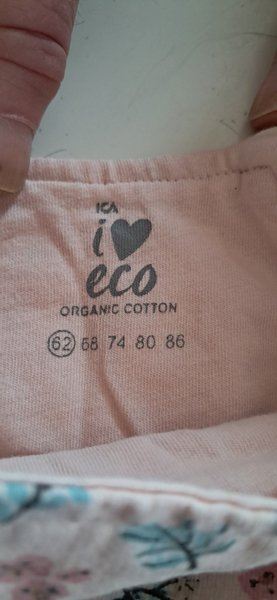 ICA
i♥
eco
ORGANIC COTTON
62 68 74 80 86